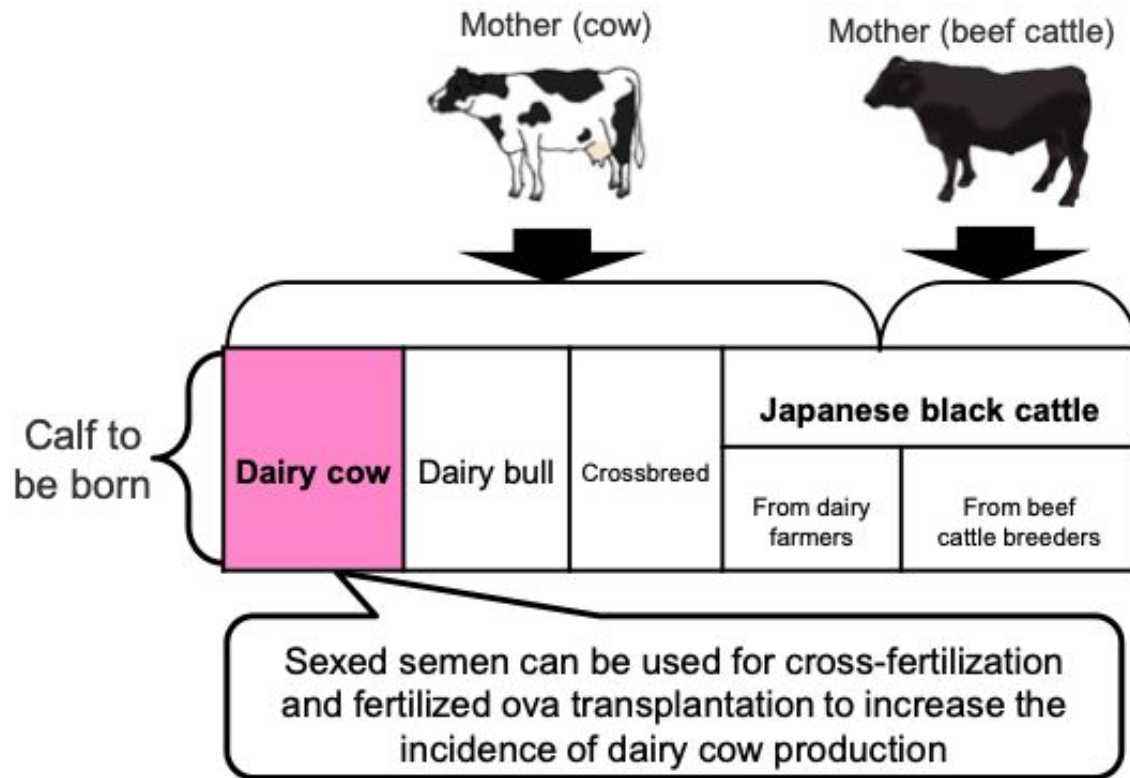 Mother (cow)
Mother (beef cattle)
Calf to
be born
Dairy cow
Dairy bull
Crossbreed
Japanese black cattle
From dairy
farmers
From beef
cattle breeders
Sexed semen can be used for cross-fertilization
and fertilized ova transplantation to increase the
incidence of dairy cow production